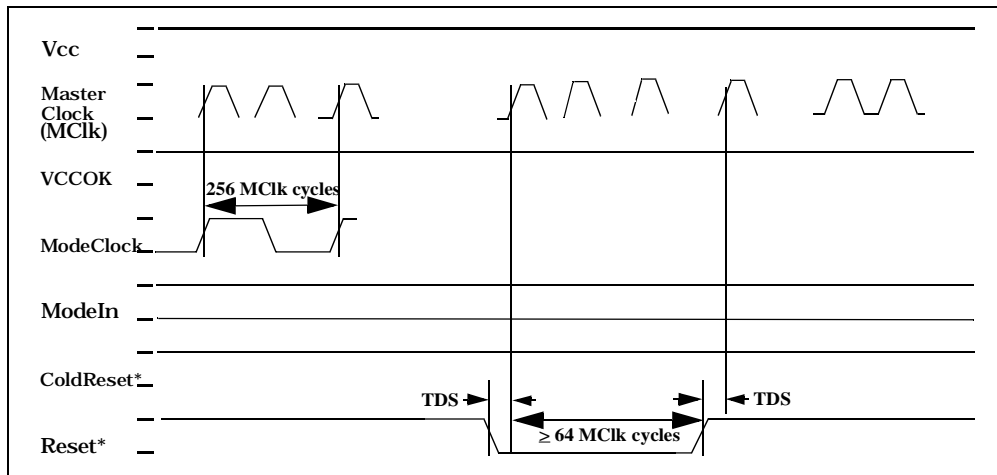 Vcc
Master
Clock
(MClk)
VCCOK
256 MClk cycles
ModeClock
ModeIn
ColdReset*
TDS
TDS
≥ 64 MClk cycles
Reset*